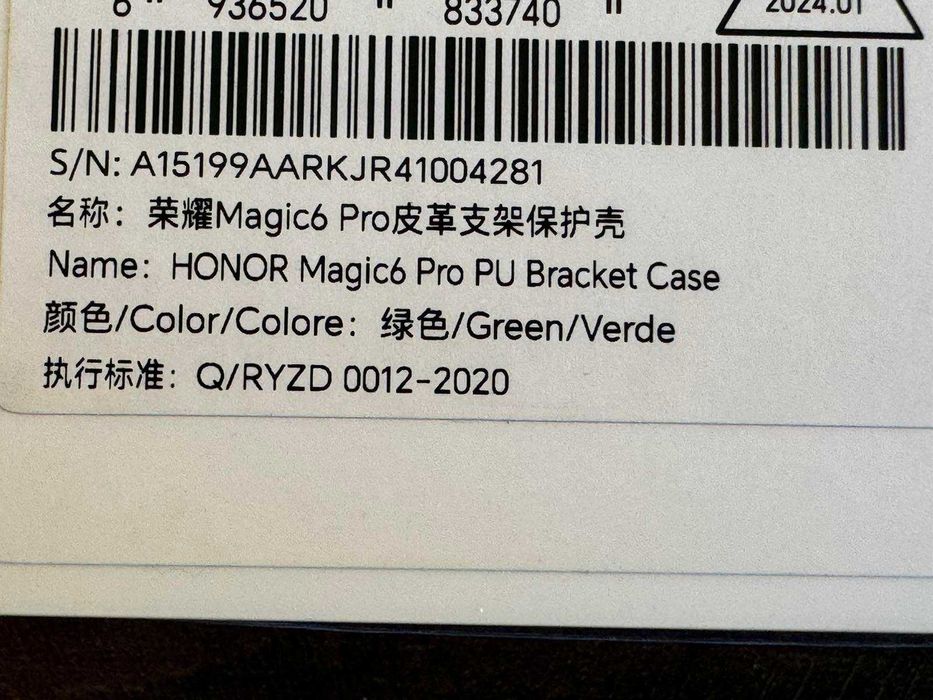 6 936520 833740
2024.01
S/N: A15199AARKJR41004281
名称：荣耀Magic6 Pro皮革支架保护壳
Name：HONOR Magic6 Pro PU Bracket Case
颜色/Color/Colore：绿色/Green/Verde
执行标准：Q/RYZD 0012-2020